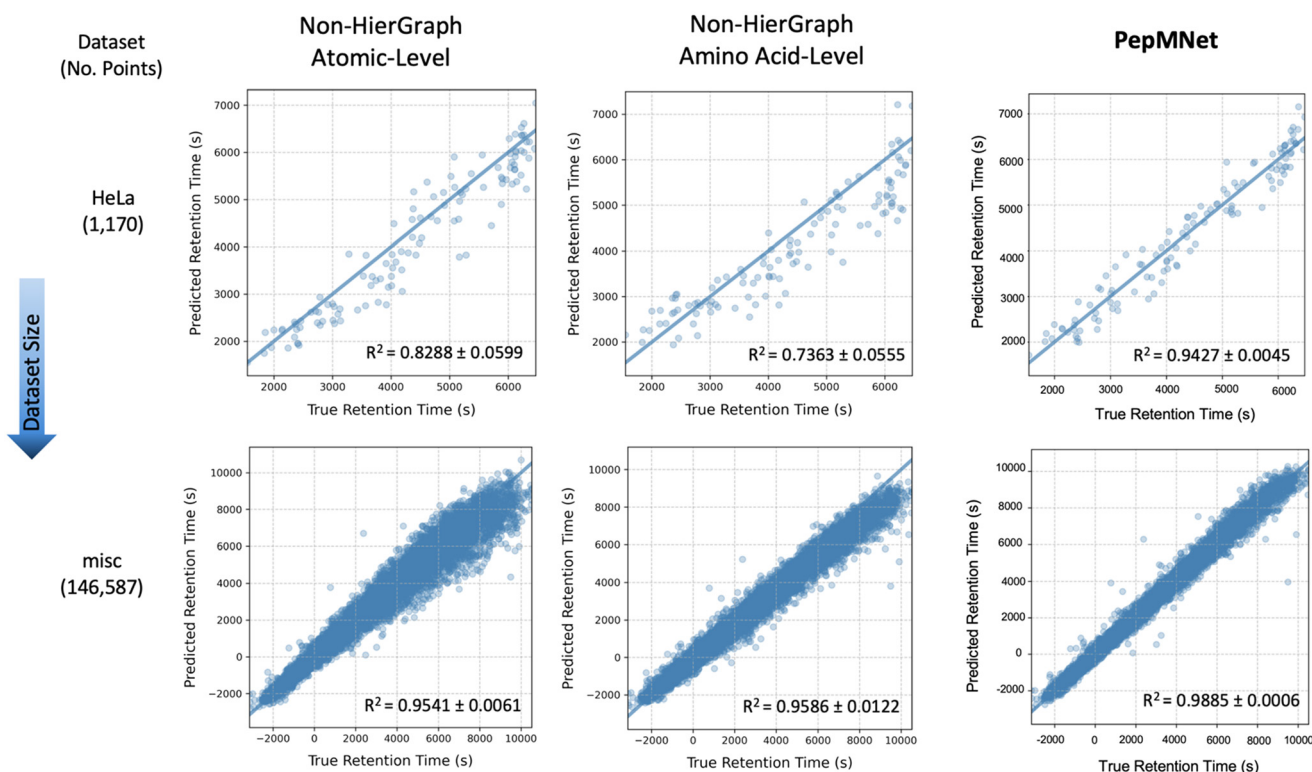 Dataset
(No. Points)
Non-HierGraph
Atomic-Level
Non-HierGraph
Amino Acid-Level
PepMNet
HeLa
(1,170)
Dataset Size
misc
(146,587)
Predicted Retention Time (s)
7000
6000
5000
4000
3000
2000
R² = 0.8288 ± 0.0599
2000 3000 4000 5000 6000
True Retention Time (s)
Predicted Retention Time (s)
7000
6000
5000
4000
3000
2000
R² = 0.7363 ± 0.0555
2000 3000 4000 5000 6000
True Retention Time (s)
Predicted Retention Time (s)
7000
6000
5000
4000
3000
2000
R² = 0.9427 ± 0.0045
2000 3000 4000 5000 6000
True Retention Time (s)
Predicted Retention Time (s)
10000
8000
6000
4000
2000
0
−2000
R² = 0.9541 ± 0.0061
−2000 0 2000 4000 6000 8000 10000
True Retention Time (s)
Predicted Retention Time (s)
10000
8000
6000
4000
2000
0
−2000
R² = 0.9586 ± 0.0122
−2000 0 2000 4000 6000 8000 10000
True Retention Time (s)
Predicted Retention Time (s)
10000
8000
6000
4000
2000
0
-2000
R² = 0.9885 ± 0.0006
-2000 0 2000 4000 6000 8000 10000
True Retention Time (s)